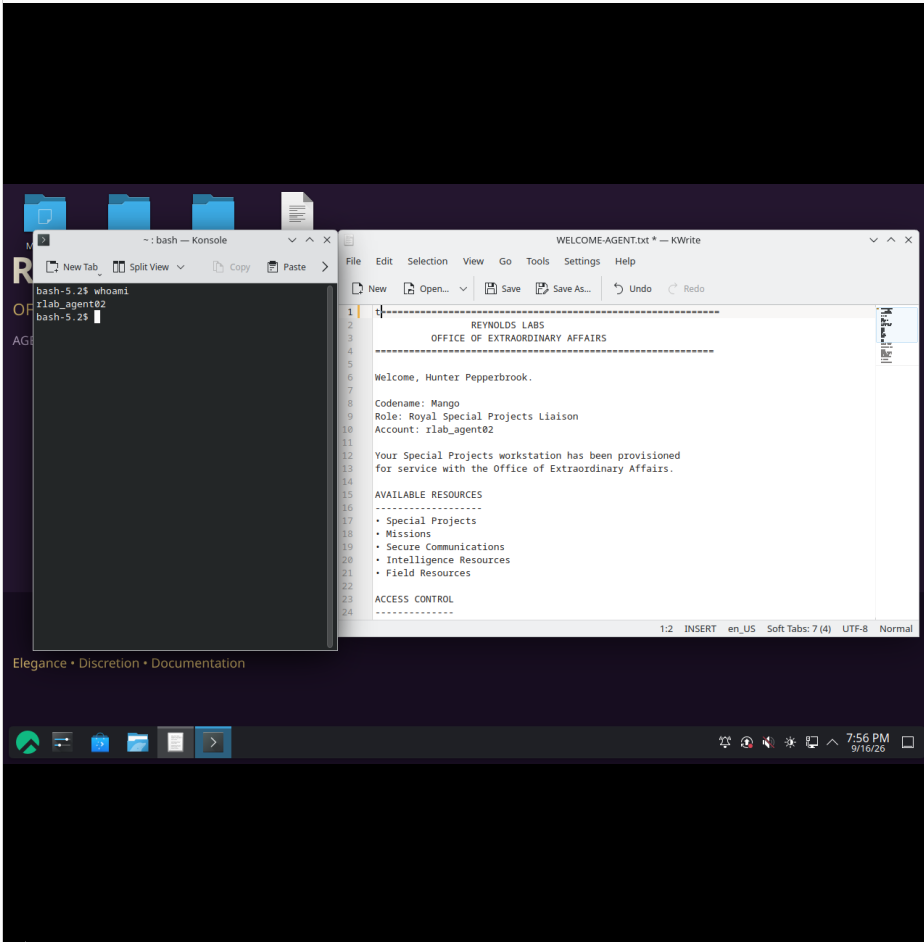 ~ : bash — Konsole
New Tab
Split View
Copy
Paste
bash-5.2$ whoami
rlab_agent02
bash-5.2$
WELCOME-AGENT.txt * — KWrite
File Edit Selection View Go Tools Settings Help
New Open... Save Save As... Undo Redo
1 t============================================================
2 REYNOLDS LABS
3 OFFICE OF EXTRAORDINARY AFFAIRS
4 ============================================================
5
6 Welcome, Hunter Pepperbrook.
7
8 Codename: Mango
9 Role: Royal Special Projects Liaison
10 Account: rlab_agent02
11
12 Your Special Projects workstation has been provisioned
13 for service with the Office of Extraordinary Affairs.
14
15 AVAILABLE RESOURCES
16 -------------------
17 • Special Projects
18 • Missions
19 • Secure Communications
20 • Intelligence Resources
21 • Field Resources
22
23 ACCESS CONTROL
24 --------------
1:2 INSERT en_US Soft Tabs: 7 (4) UTF-8 Normal
Elegance • Discretion • Documentation
7:56 PM
9/16/26